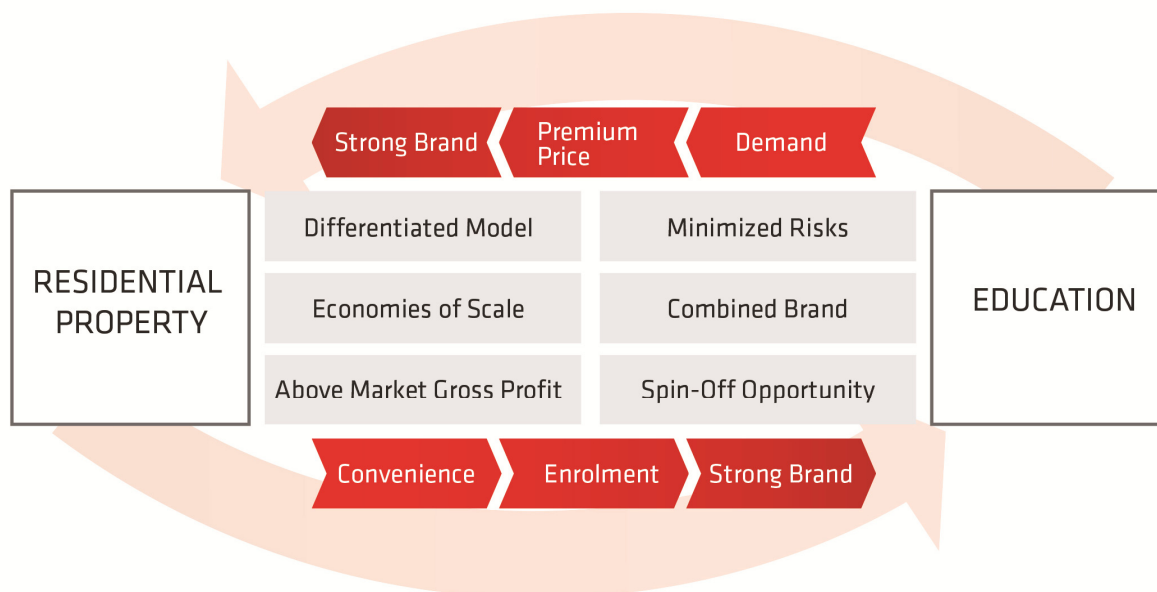 Strong Brand
Premium
Price
Demand
RESIDENTIAL
PROPERTY
Differentiated Model
Minimized Risks
Economies of Scale
Combined Brand
Above Market Gross Profit
Spin-Off Opportunity
EDUCATION
Convenience
Enrolment
Strong Brand